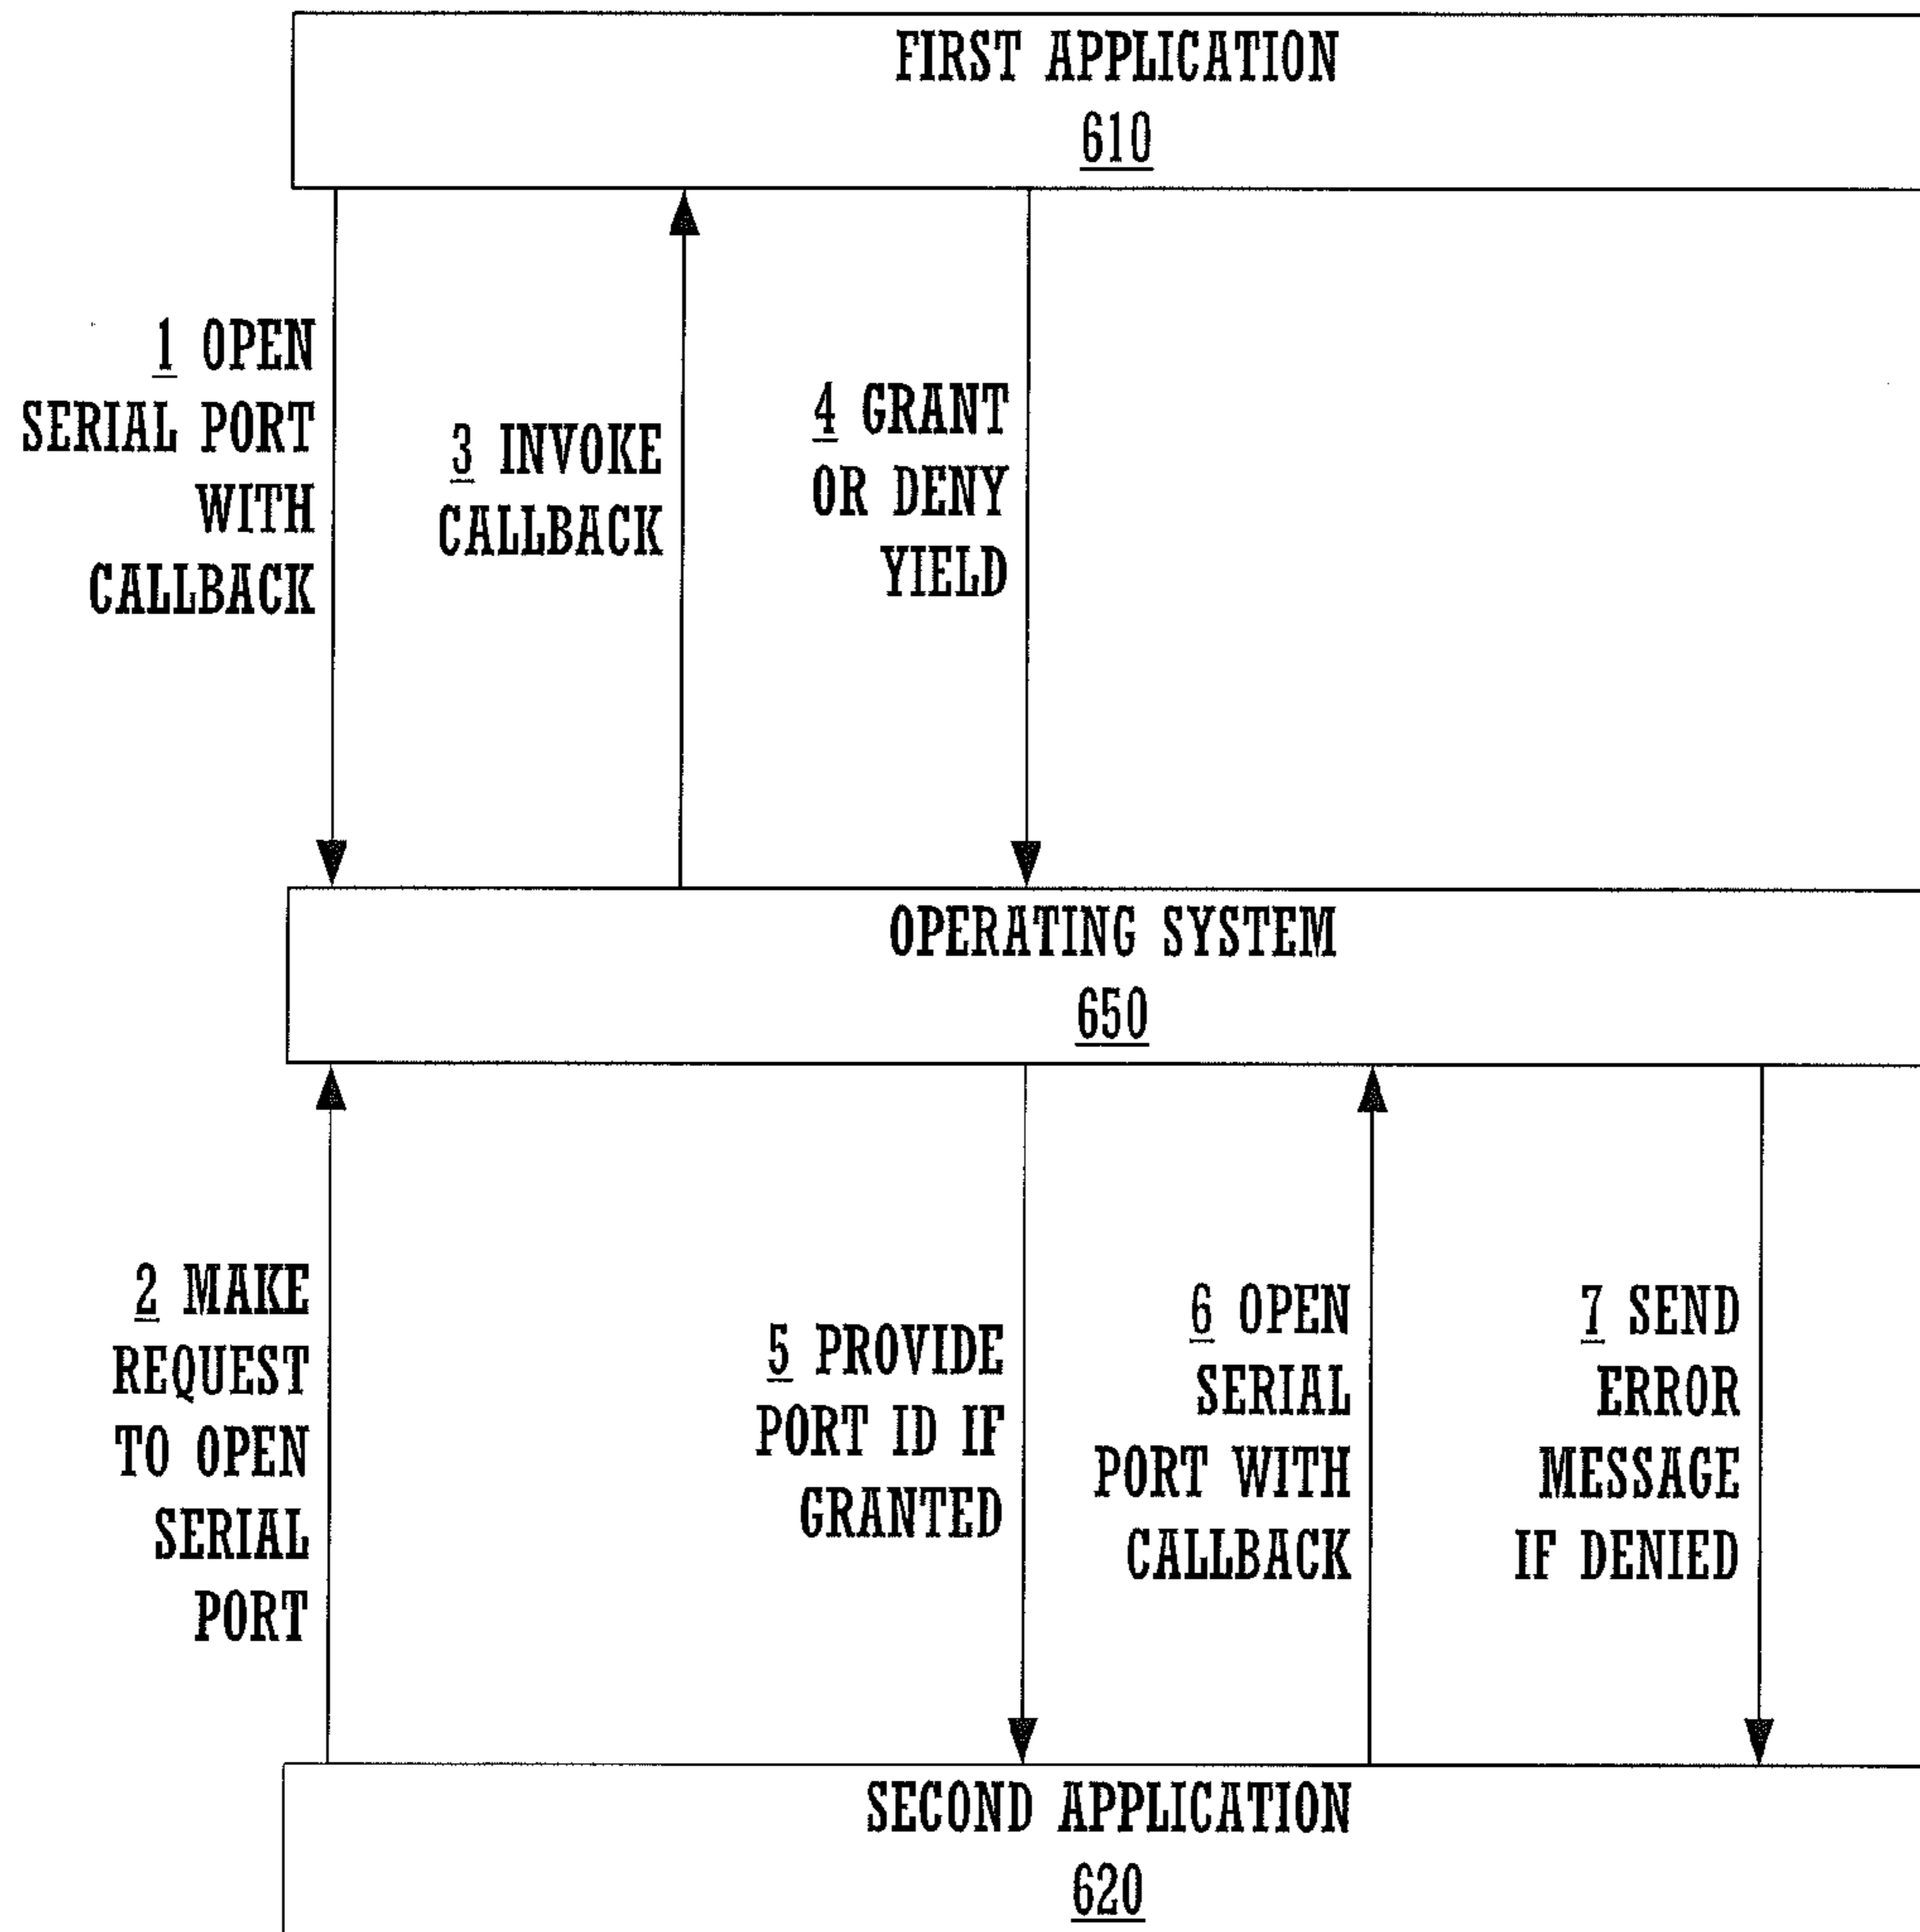 FIRST APPLICATION
610
1 OPEN
SERIAL PORT
WITH
CALLBACK
3 INVOKE
CALLBACK
4 GRANT
OR DENY
YIELD
OPERATING SYSTEM
650
2 MAKE
REQUEST
TO OPEN
SERIAL
PORT
5 PROVIDE
PORT ID IF
GRANTED
6 OPEN
SERIAL
PORT WITH
CALLBACK
7 SEND
ERROR
MESSAGE
IF DENIED
SECOND APPLICATION
620